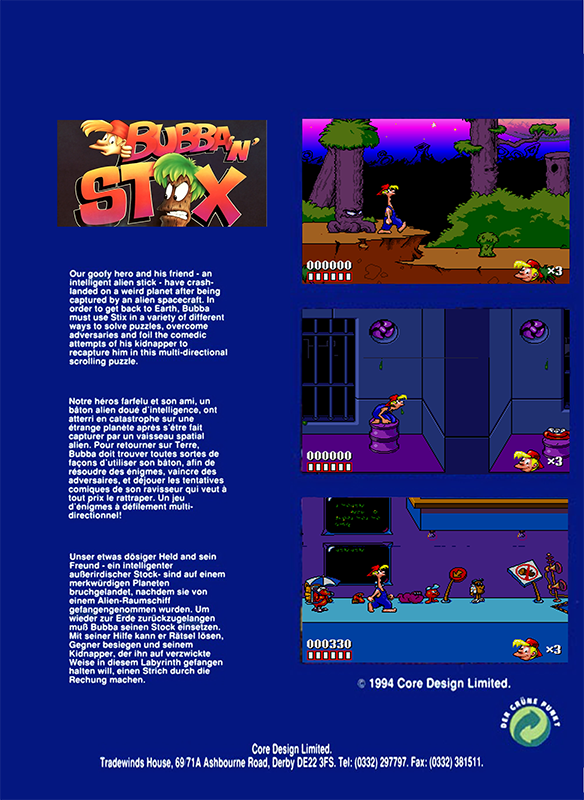 BUBBA 'N'
STIX
Our goofy hero and his friend - an
intelligent alien stick - have crash-
landed on a weird planet after being
captured by an alien spacecraft. In
order to get back to Earth, Bubba
must use Stix in a variety of different
ways to solve puzzles, overcome
adversaries and foil the comedic
attempts of his kidnapper to
recapture him in this multi-directional
scrolling puzzle.
Notre héros farfelu et son ami, un
bâton alien doué d'intelligence, ont
atterri en catastrophe sur une
étrange planète après s'être fait
capturer par un vaisseau spatial
alien. Pour retourner sur Terre,
Bubba doit trouver toutes sortes de
façons d'utiliser son bâton, afin de
résoudre des énigmes, vaincre des
adversaires, et déjouer les tentatives
comiques de son ravisseur qui veut à
tout prix le rattraper. Un jeu
d'énigmes à défilement multi-
directionnel!
Unser etwas dösiger Held and sein
Freund - ein intelligenter
außerirdischer Stock- sind auf einem
merkwürdigen Planeten
bruchgelandet, nachdem sie von
einem Alien-Raumschiff
gefangengenommen wurden. Um
wieder zur Erde zurückzugelangen
muß Bubba seinen Stock einsetzen.
Mit seiner Hilfe kann er Rätsel lösen,
Gegner besiegen und seinem
Kidnapper, der ihn auf verzwickte
Weise in diesem Labyrinth gefangen
halten will, einen Strich durch die
Rechung machen.
000000
×3
000000
×3
000330
×3
© 1994 Core Design Limited.
DER GRÜNE PUNKT
Core Design Limited.
Tradewinds House, 69 71A Ashbourne Road, Derby DE22 3FS. Tel: (0332) 297797. Fax: (0332) 381511.